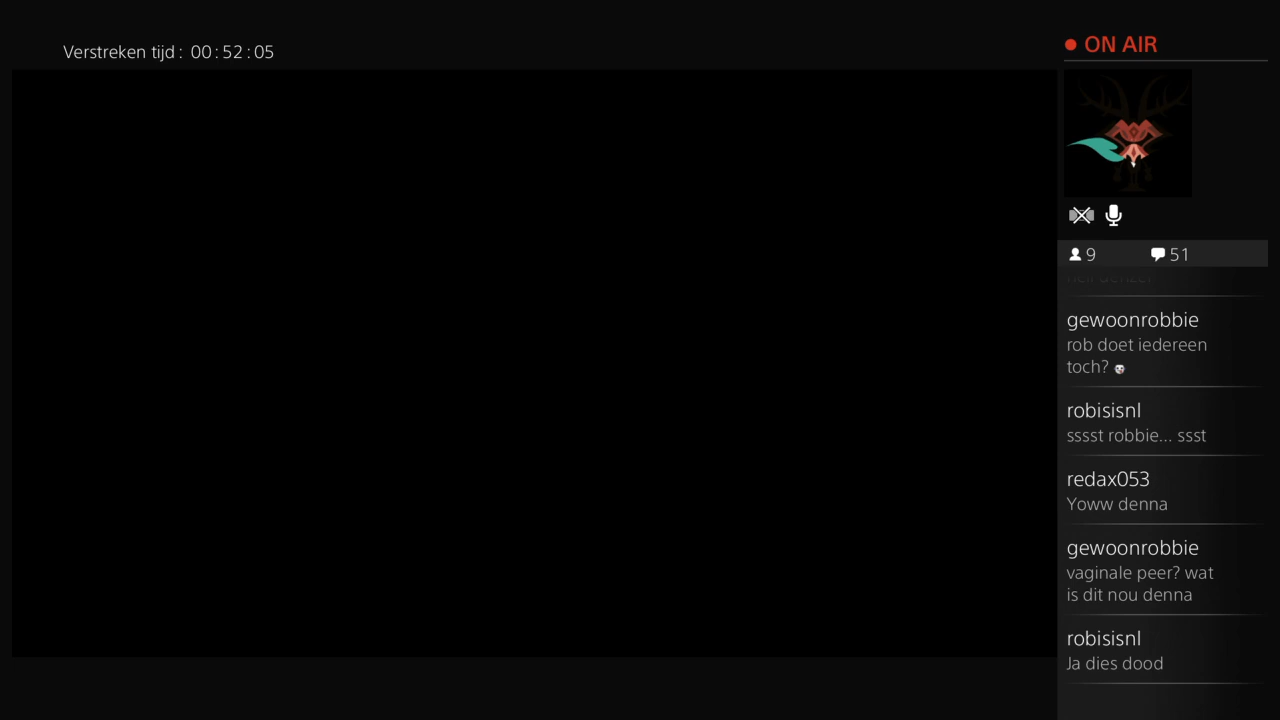 Verstreken tijd : 00 : 52 : 05
ON AIR
9
51
gewoonrobbie
rob doet iedereen
toch?
robisisnl
sssst robbie... ssst
redax053
Yoww denna
gewoonrobbie
vaginale peer? wat
is dit nou denna
robisisnl
Ja dies dood